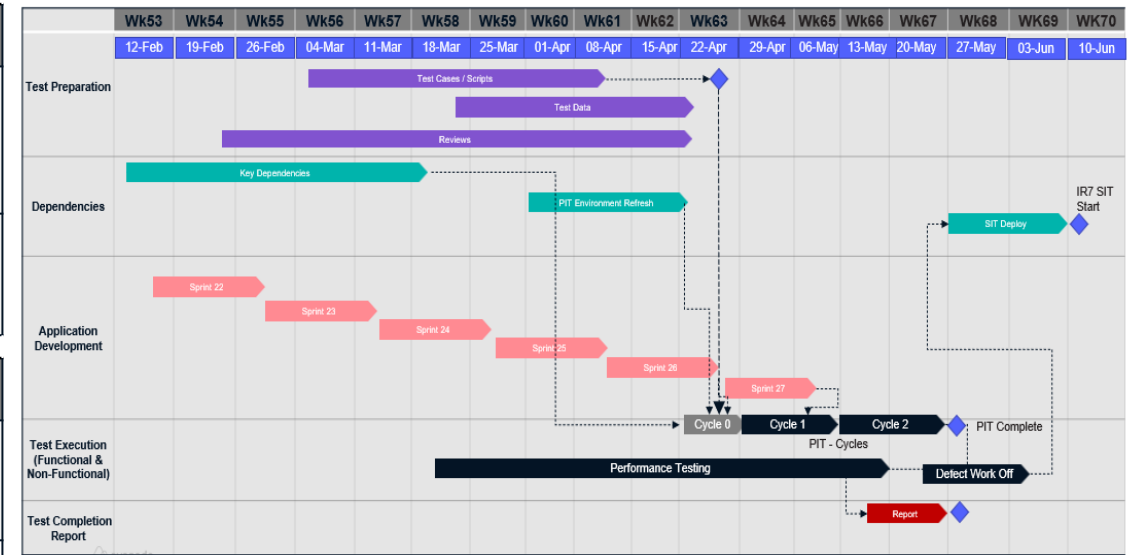 Wk53 Wk54 Wk55 Wk56 Wk57 Wk58 Wk59 Wk60 Wk61 Wk62 Wk63 Wk64 Wk65 Wk66 Wk67 Wk68 WK69 WK70
12-Feb 19-Feb 26-Feb 04-Mar 11-Mar 18-Mar 25-Mar 01-Apr 08-Apr 15-Apr 22-Apr 29-Apr 06-May 13-May 20-May 27-May 03-Jun 10-Jun
Test Preparation
Test Cases / Scripts
Test Data
Reviews
Dependencies
Key Dependencies
PIT Environment Refresh
SIT Deploy
IR7 SIT
Start
Application
Development
Sprint 22
Sprint 23
Sprint 24
Sprint 25
Sprint 26
Sprint 27
Test Execution
(Functional &
Non-Functional)
Cycle 0
Cycle 1
Cycle 2
PIT Complete
PIT - Cycles
Performance Testing
Detect Work Off
Test Completion
Report
Report